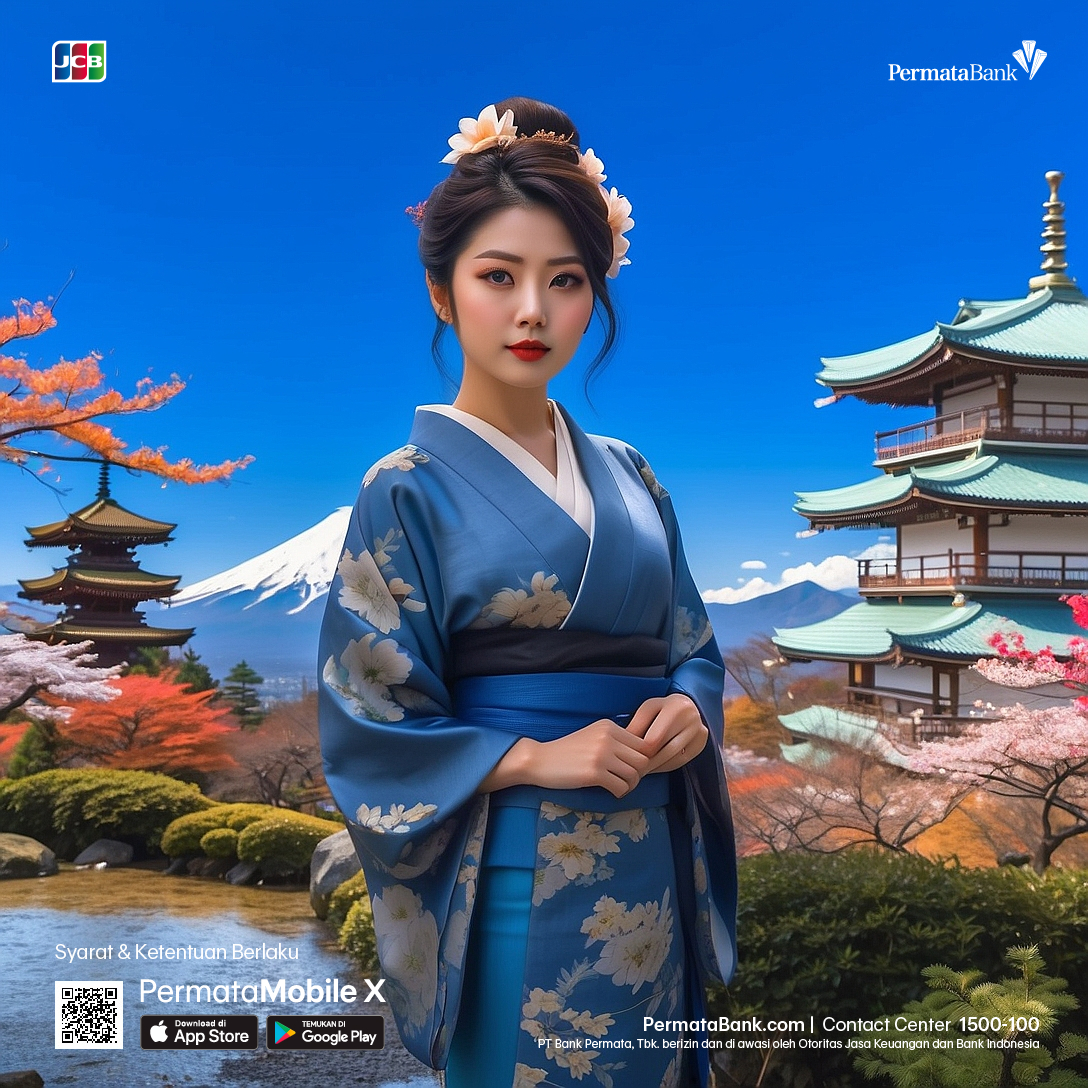 JCB
PermataBank
Syarat & Ketentuan Berlaku
PermataMobile X
Download di
App Store
TEMUKAN DI
Google Play
PermataBank.com | Contact Center 1500-100
PT Bank Permata, Tbk. berizin dan di awasi oleh Otoritas Jasa Keuangan dan Bank Indonesia